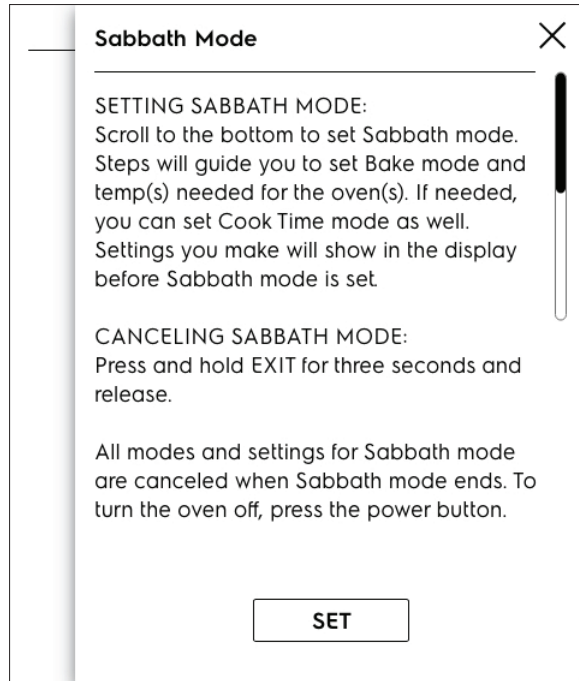 Sabbath Mode
SETTING SABBATH MODE:
Scroll to the bottom to set Sabbath mode.
Steps will guide you to set Bake mode and
temp(s) needed for the oven(s). If needed,
you can set Cook Time mode as well.
Settings you make will show in the display
before Sabbath mode is set.
CANCELING SABBATH MODE:
Press and hold EXIT for three seconds and
release.
All modes and settings for Sabbath mode
are canceled when Sabbath mode ends. To
turn the oven off, press the power button.
SET